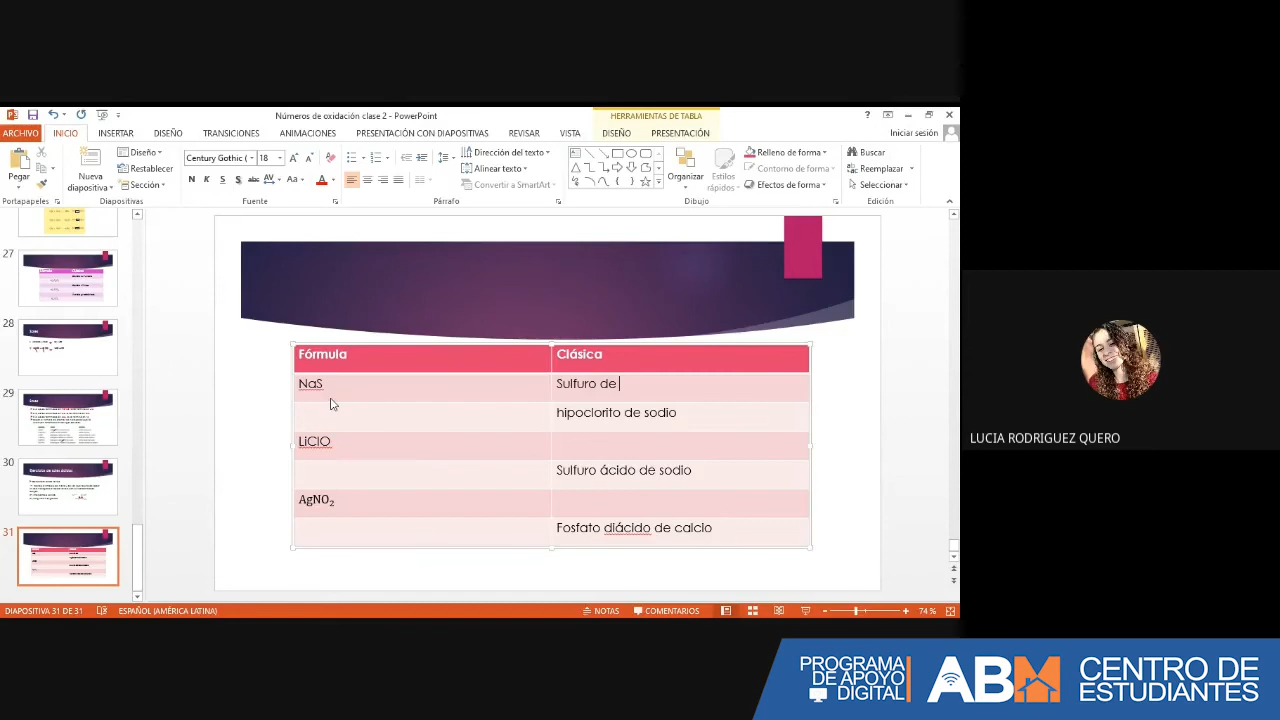 Números de oxidación clase 2 - PowerPoint
HERRAMIENTAS DE TABLA
ARCHIVO INICIO INSERTAR DISEÑO TRANSICIONES ANIMACIONES PRESENTACIÓN CON DIAPOSITIVAS REVISAR VISTA DISEÑO PRESENTACIÓN
Iniciar sesión
Pegar
Nueva diapositiva
Diseño
Restablecer
Sección
Century Gothic ( 18
N K S S abc AV Aa A
Dirección del texto
Alinear texto
Convertir a SmartArt
Organizar
Estilos rápidos
Relleno de forma
Contorno de forma
Efectos de forma
Buscar
Reemplazar
Seleccionar
Portapapeles Diapositivas Fuente Párrafo Dibujo Edición
27
28
29
30
31
Fórmula Clásica
NaS Sulfuro de
hipoclorito de sodio
LiClO
Sulfuro ácido de sodio
AgNO₂
Fosfato diácido de calcio
DIAPOSITIVA 31 DE 31 ESPAÑOL (AMÉRICA LATINA) NOTAS COMENTARIOS 74 %
LUCIA RODRIGUEZ QUERO
PROGRAMA
DE APOYO
DIGITAL
ABM
CENTRO DE
ESTUDIANTES